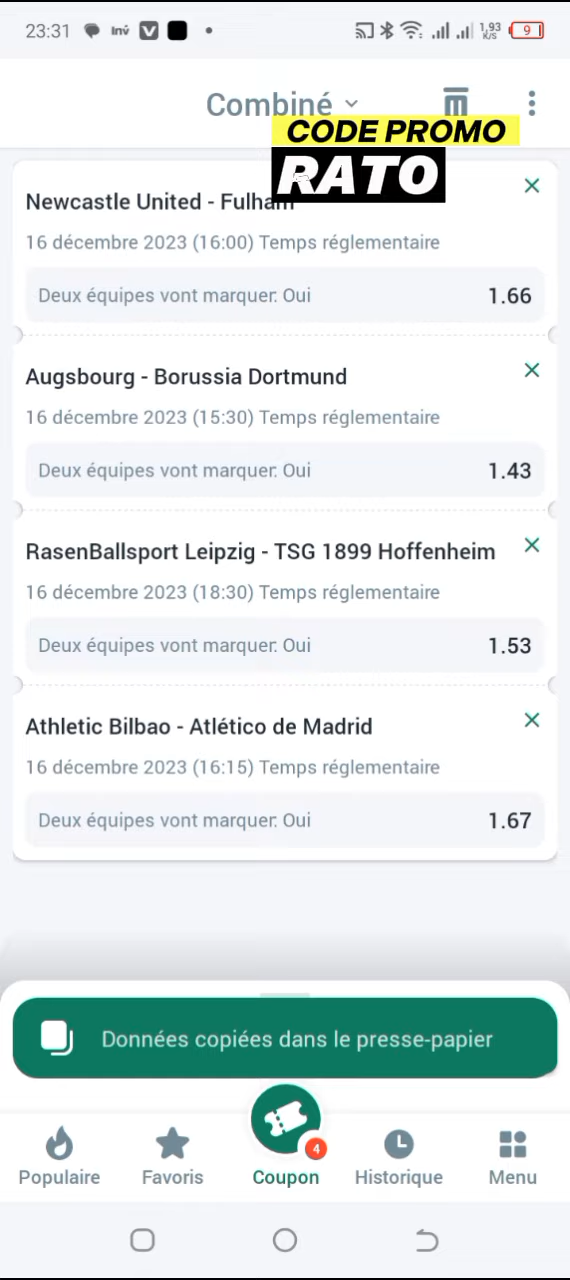 23:31 Inv V 1,93 K/S 9
Combiné
CODE PROMO
RATO
Newcastle United - Fulham
16 décembre 2023 (16:00) Temps réglementaire
Deux équipes vont marquer: Oui 1.66
Augsbourg - Borussia Dortmund
16 décembre 2023 (15:30) Temps réglementaire
Deux équipes vont marquer: Oui 1.43
RasenBallsport Leipzig - TSG 1899 Hoffenheim
16 décembre 2023 (18:30) Temps réglementaire
Deux équipes vont marquer: Oui 1.53
Athletic Bilbao - Atlético de Madrid
16 décembre 2023 (16:15) Temps réglementaire
Deux équipes vont marquer: Oui 1.67
Données copiées dans le presse-papier
4
Populaire Favoris Coupon Historique Menu